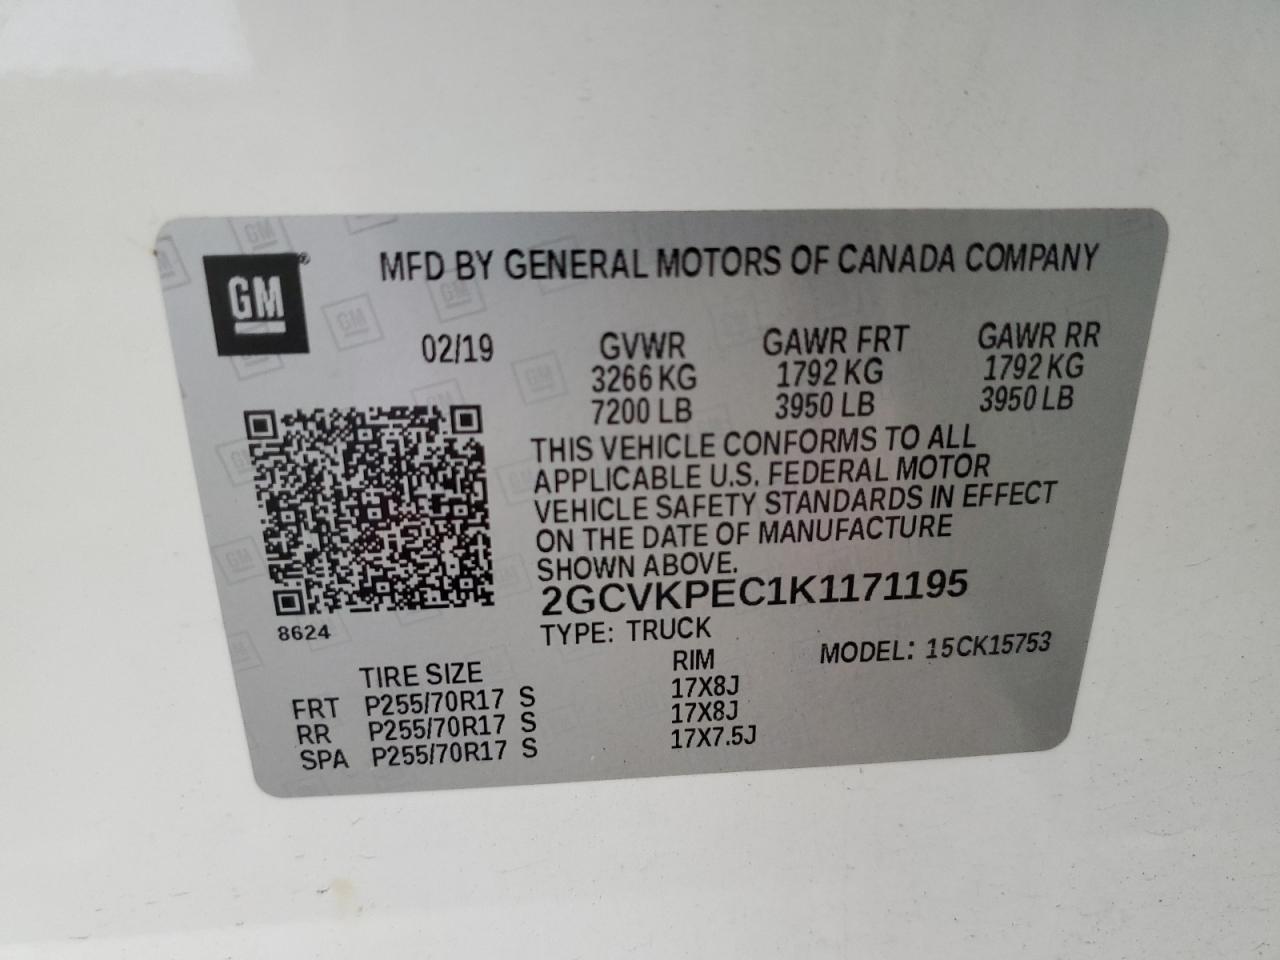 GM®
MFD BY GENERAL MOTORS OF CANADA COMPANY
02/19 GVWR GAWR FRT GAWR RR
3266 KG 1792 KG 1792 KG
7200 LB 3950 LB 3950 LB
THIS VEHICLE CONFORMS TO ALL
APPLICABLE U.S. FEDERAL MOTOR
VEHICLE SAFETY STANDARDS IN EFFECT
ON THE DATE OF MANUFACTURE
SHOWN ABOVE.
2GCVKPEC1K1171195
8624
TYPE: TRUCK
MODEL: 15CK15753
TIRE SIZE RIM
FRT P255/70R17 S 17X8J
RR P255/70R17 S 17X8J
SPA P255/70R17 S 17X7.5J